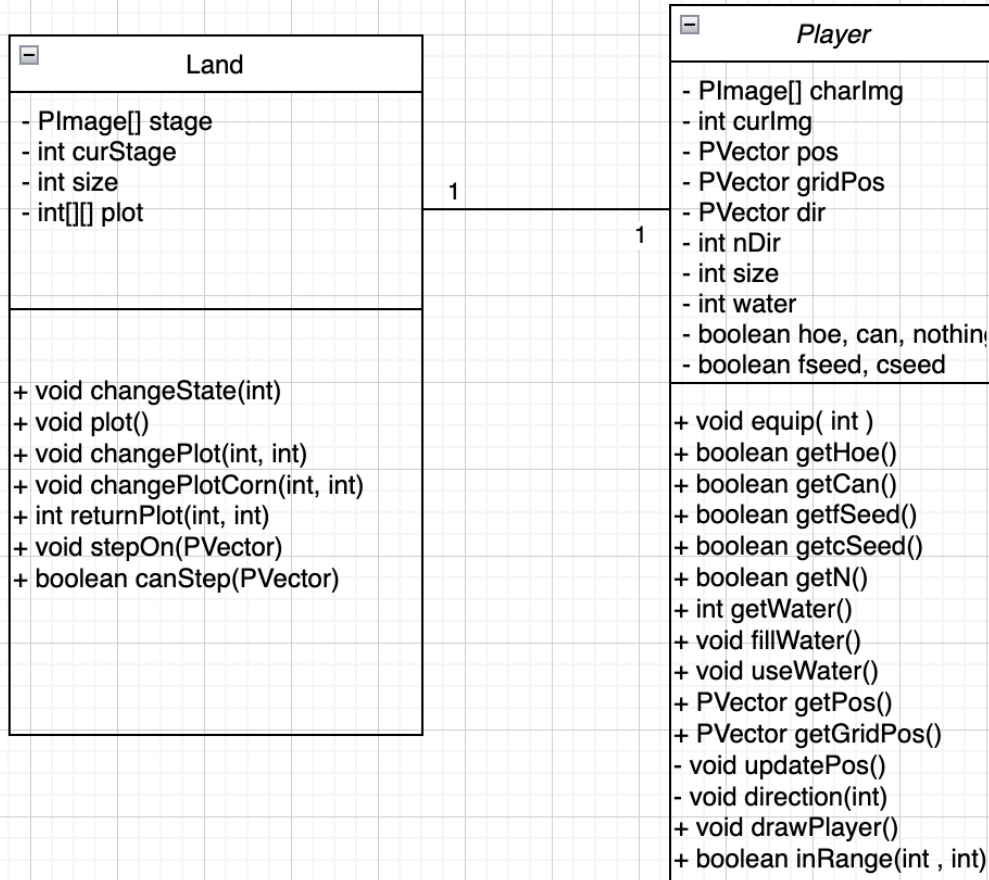 Land
- PImage[] stage
- int curStage
- int size
- int[][] plot
+ void changeState(int)
+ void plot()
+ void changePlot(int, int)
+ void changePlotCorn(int, int)
+ int returnPlot(int, int)
+ void stepOn(PVector)
+ boolean canStep(PVector)
1
1
Player
- PImage[] charImg
- int curImg
- PVector pos
- PVector gridPos
- PVector dir
- int nDir
- int size
- int water
- boolean hoe, can,
- boolean fseed, cseed
+ void equip( int )
+ boolean getHoe()
+ boolean getCan()
+ boolean getfSeed()
+ boolean getcSeed()
+ boolean getN()
+ int getWater()
+ void fillWater()
+ void useWater()
+ PVector getPos()
+ PVector getGridPos()
- void updatePos()
- void direction(int)
+ void drawPlayer()
+ boolean inRange(int , int)